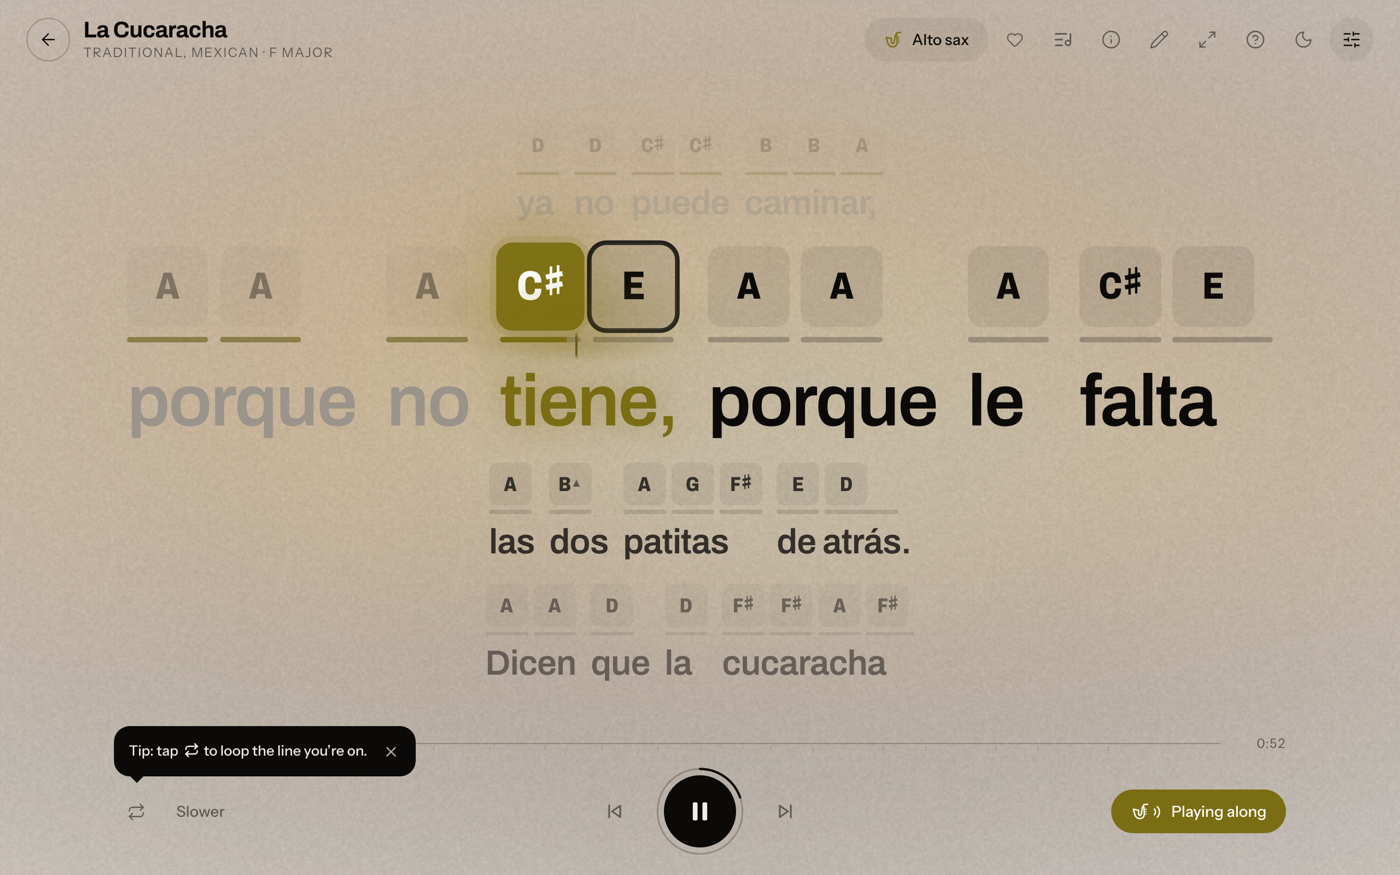 La Cucaracha
TRADITIONAL, MEXICAN · F MAJOR
Alto sax
D D C♯ C♯ B B A
ya no puede caminar,
A A A C♯ E A A A C♯ E
porque no tiene, porque le falta
A B▲ A G F♯ E D
las dos patitas de atrás.
A A D D F♯ F♯ A F♯
Dicen que la cucaracha
Tip: tap to loop the line you're on.
0:52
Slower
Playing along